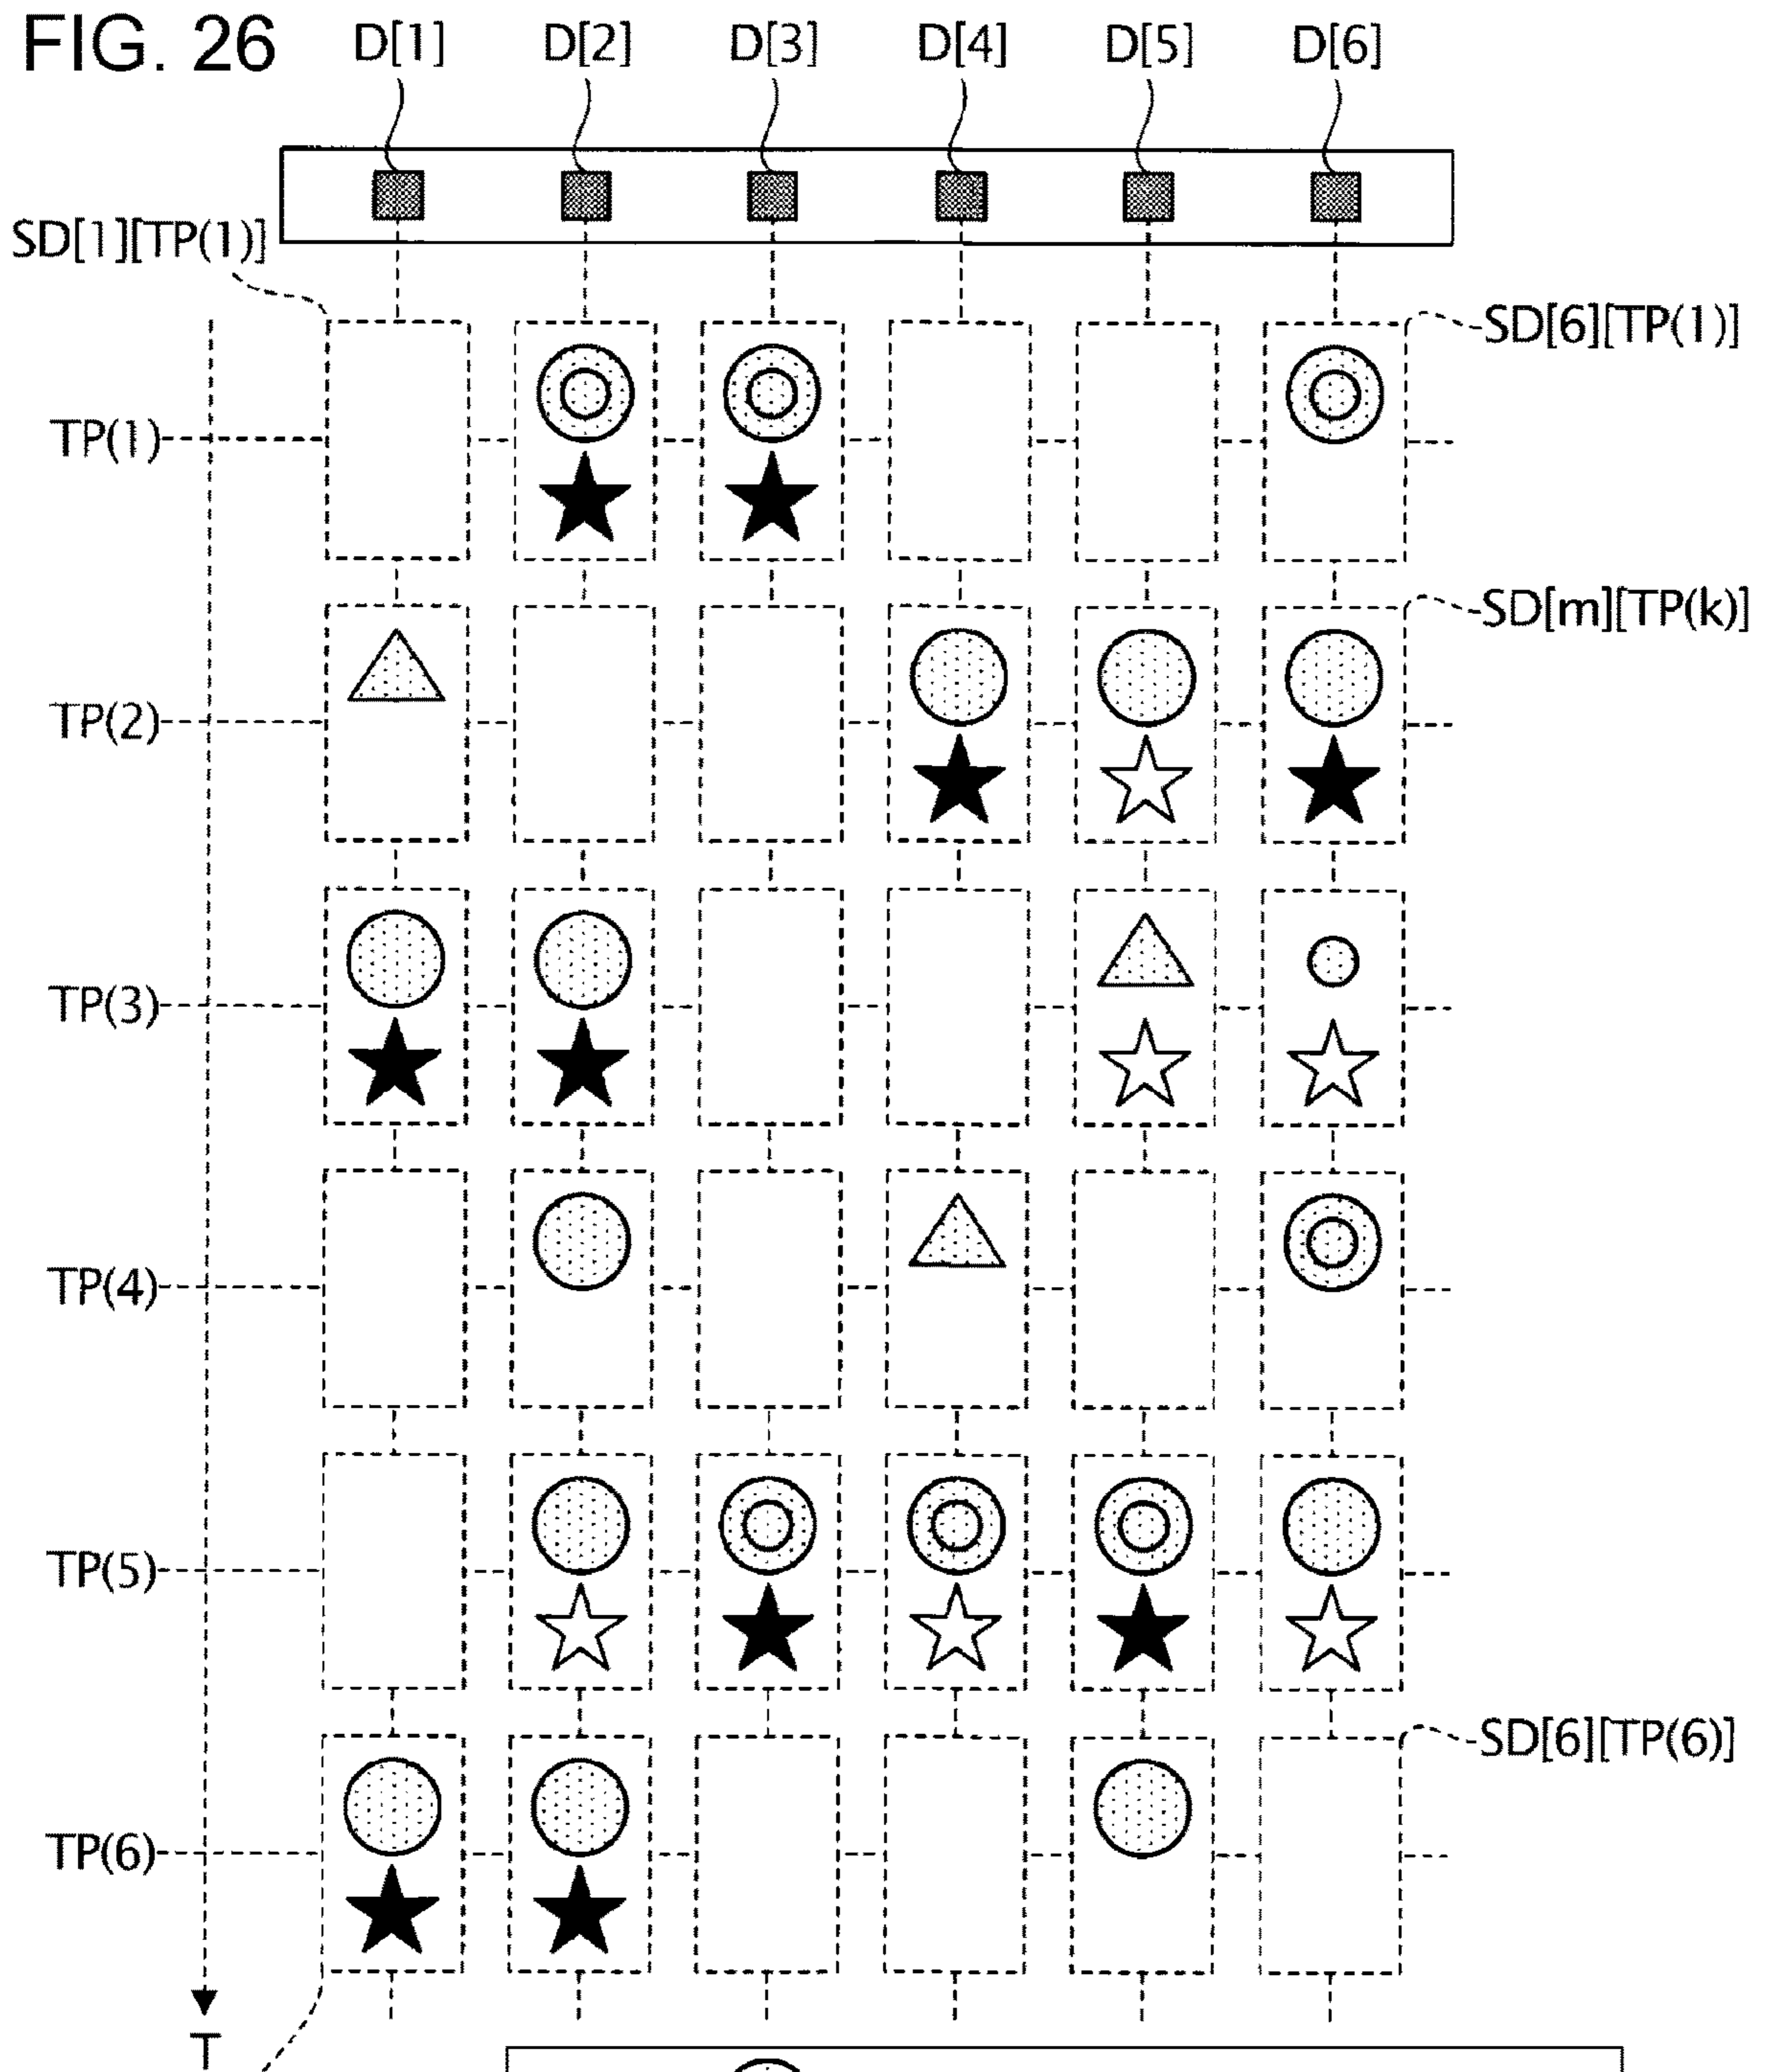 FIG. 26
D[1] D[2] D[3] D[4] D[5] D[6]
SD[1][TP(1)]
SD[6][TP(1)]
TP(1)
SD[m][TP(k)]
TP(2)
TP(3)
TP(4)
TP(5)
SD[6][TP(6)]
TP(6)
T